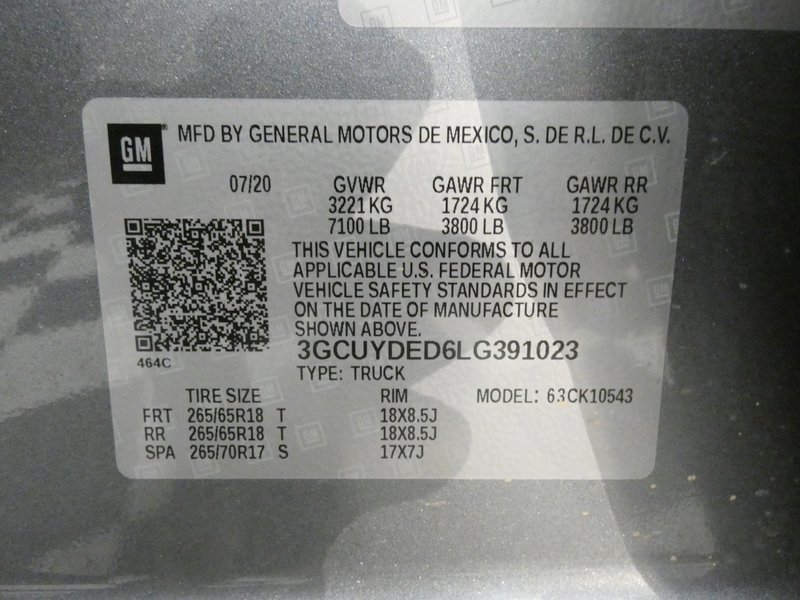 GM
MFD BY GENERAL MOTORS DE MEXICO, S. DE R.L. DE C.V.
07/20 GVWR GAWR FRT GAWR RR
3221 KG 1724 KG 1724 KG
7100 LB 3800 LB 3800 LB
THIS VEHICLE CONFORMS TO ALL
APPLICABLE U.S. FEDERAL MOTOR
VEHICLE SAFETY STANDARDS IN EFFECT
ON THE DATE OF MANUFACTURE
SHOWN ABOVE.
464C
3GCUYDED6LG391023
TYPE: TRUCK
TIRE SIZE RIM MODEL: 63CK10543
FRT 265/65R18 T 18X8.5J
RR 265/65R18 T 18X8.5J
SPA 265/70R17 S 17X7J